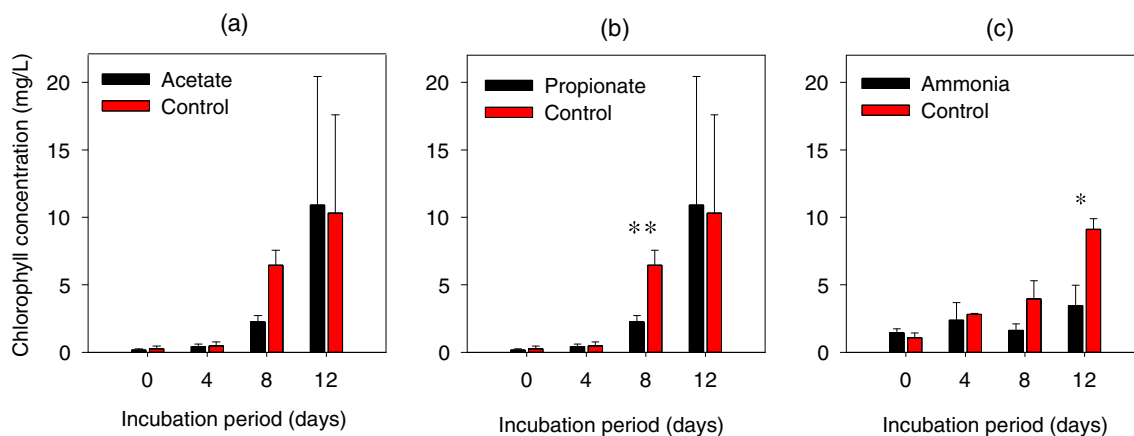 (a)
(b)
(c)
Chlorophyll concentration (mg/L)
20
15
10
5
0
Acetate
Control
0 4 8 12
Incubation period (days)
20
15
10
5
0
Propionate
Control
**
0 4 8 12
Incubation period (days)
20
15
10
5
0
Ammonia
Control
*
0 4 8 12
Incubation period (days)